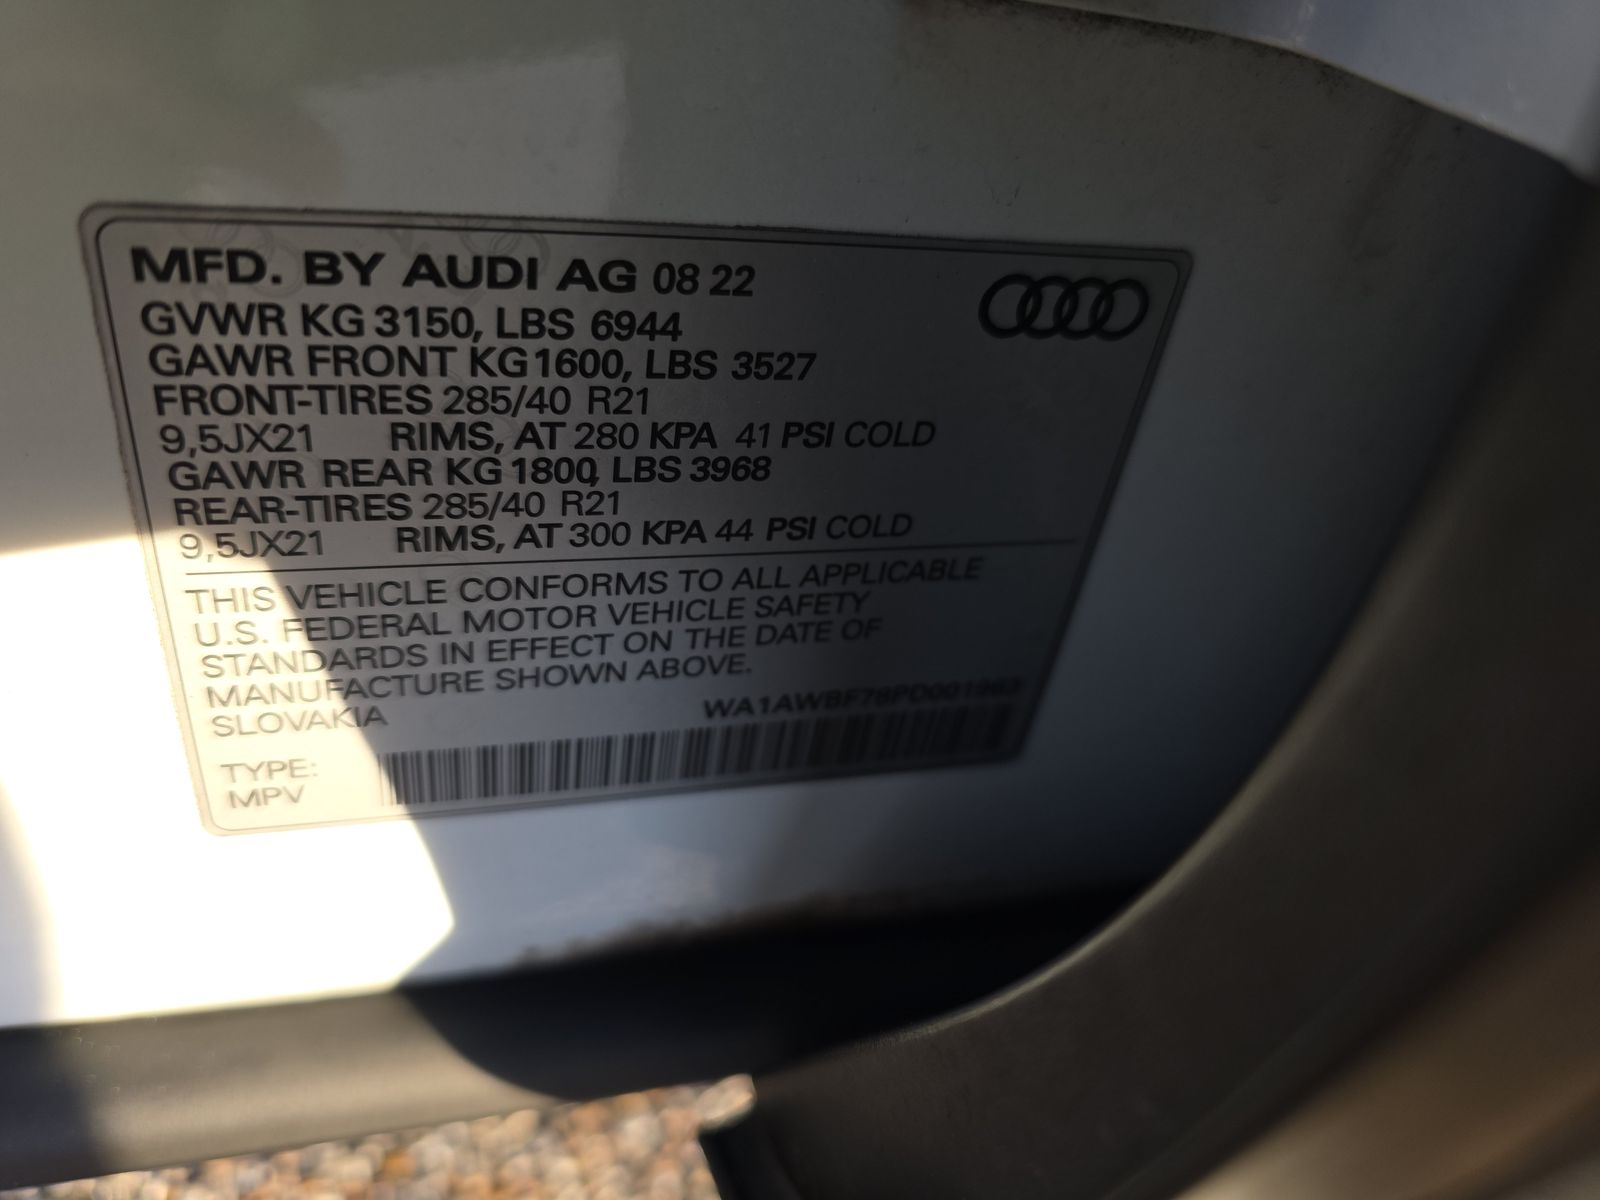 MFD. BY AUDI AG 08 22
GVWR KG 3150, LBS 6944
GAWR FRONT KG 1600, LBS 3527
FRONT-TIRES 285/40 R21
9,5JX21 RIMS, AT 280 KPA 41 PSI COLD
GAWR REAR KG 1800, LBS 3968
REAR-TIRES 285/40 R21
9,5JX21 RIMS, AT 300 KPA 44 PSI COLD
THIS VEHICLE CONFORMS TO ALL APPLICABLE
U.S. FEDERAL MOTOR VEHICLE SAFETY
STANDARDS IN EFFECT ON THE DATE OF
MANUFACTURE SHOWN ABOVE.
SLOVAKIA
TYPE:
MPV